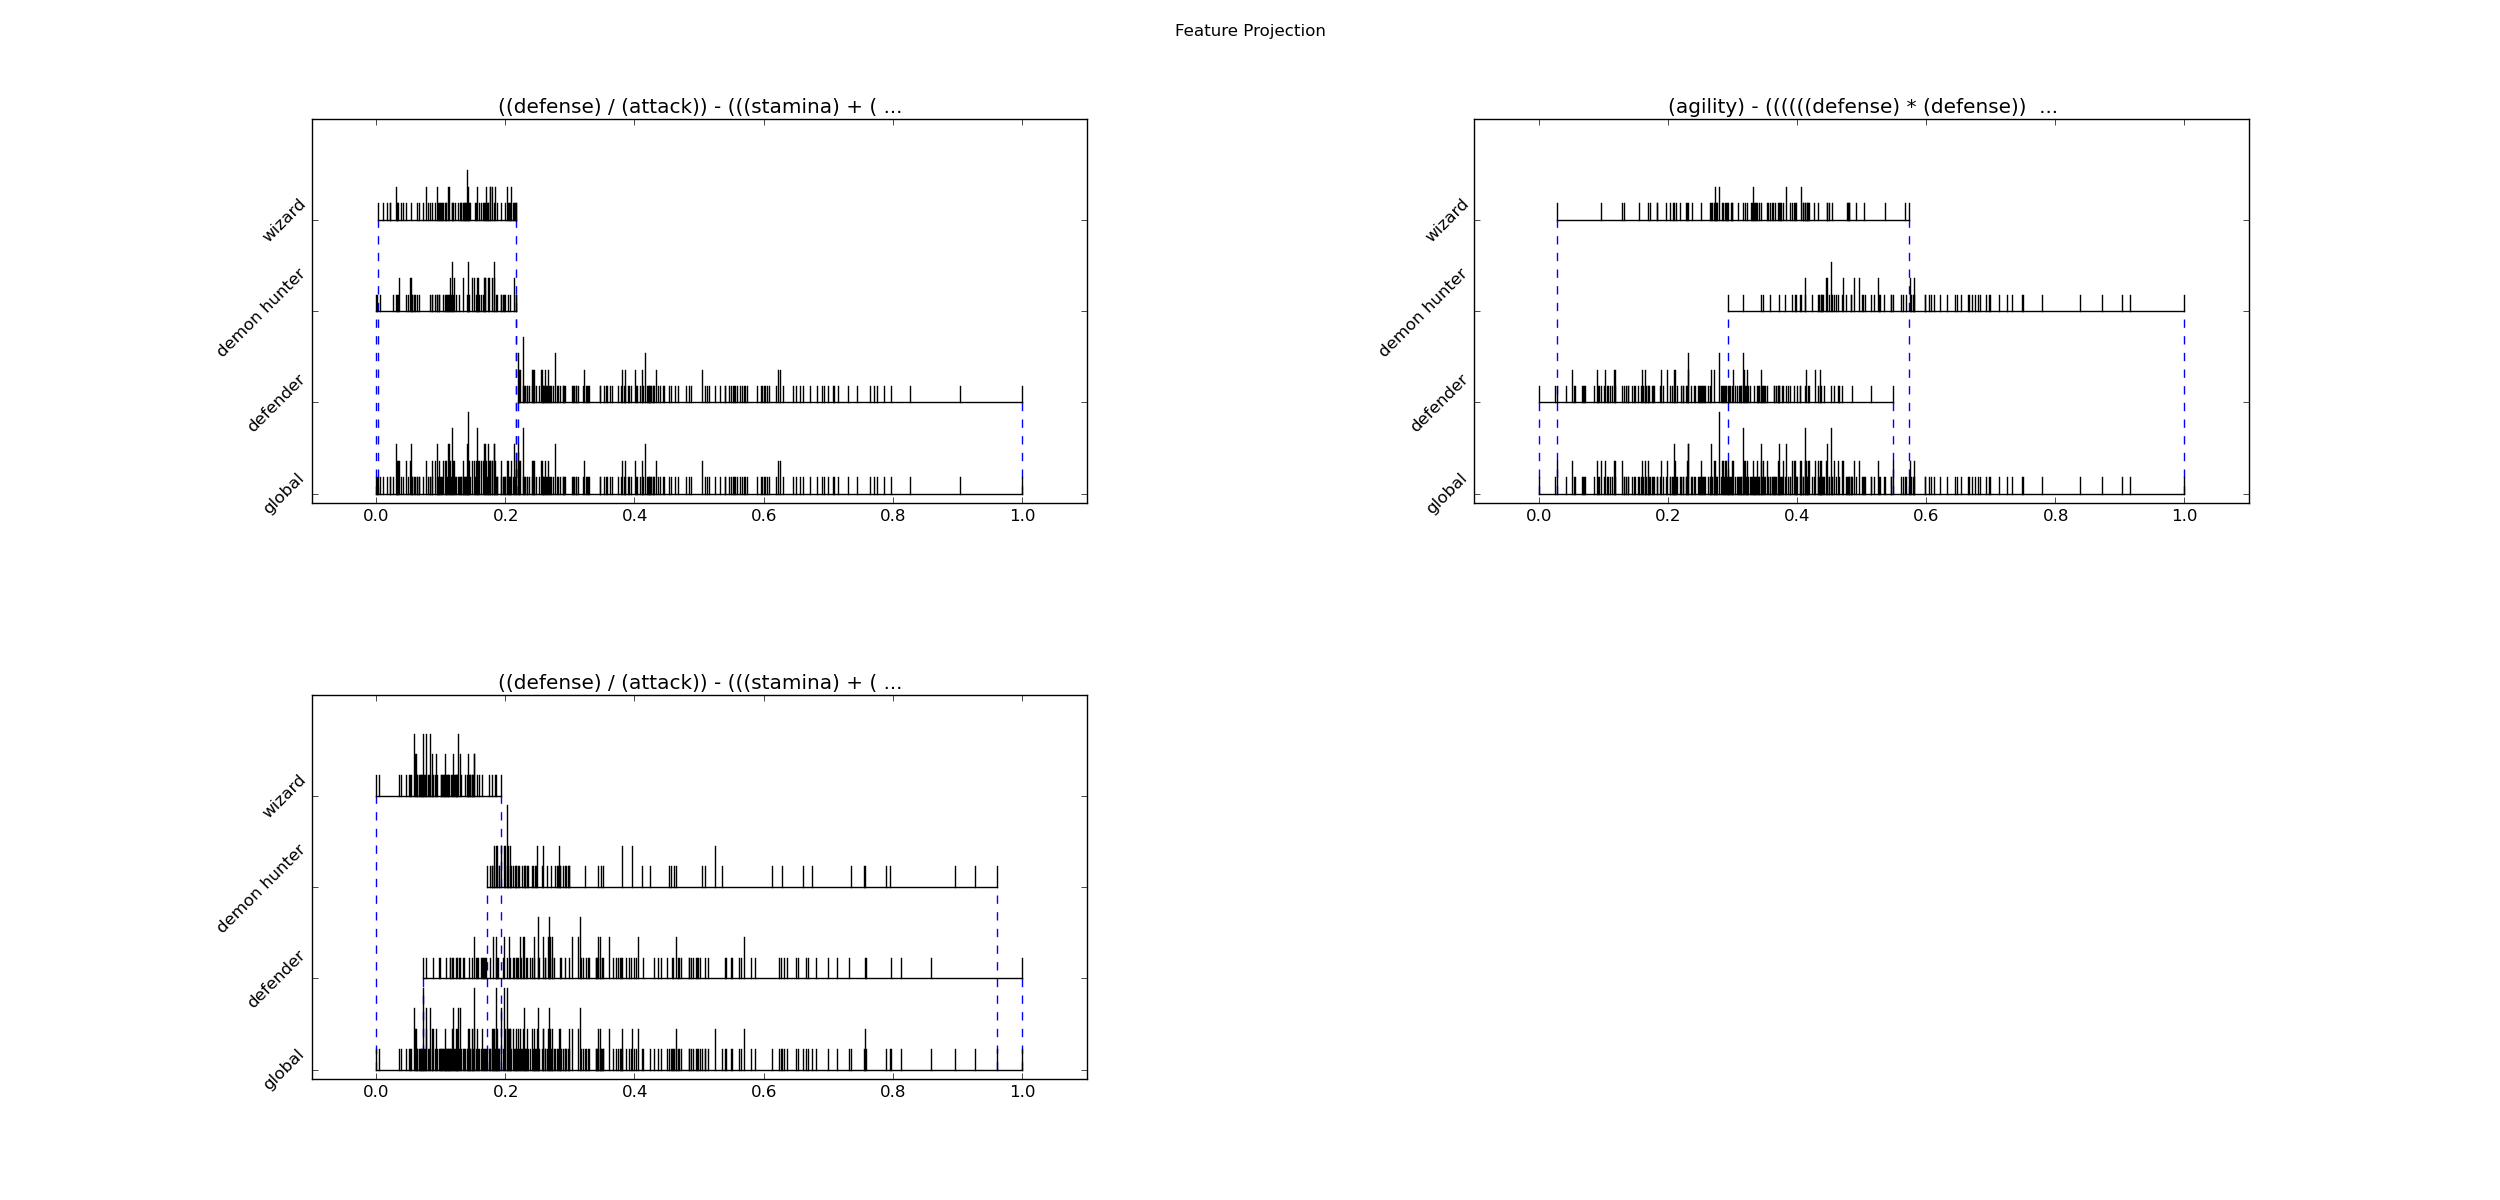 Feature Projection
((defense) / (attack)) - (((stamina) + ( ...
wizard
demon hunter
defender
global
0.0 0.2 0.4 0.6 0.8 1.0
(agility) - ((((((defense) * (defense))  ...
wizard
demon hunter
defender
global
0.0 0.2 0.4 0.6 0.8 1.0
((defense) / (attack)) - (((stamina) + ( ...
wizard
demon hunter
defender
global
0.0 0.2 0.4 0.6 0.8 1.0